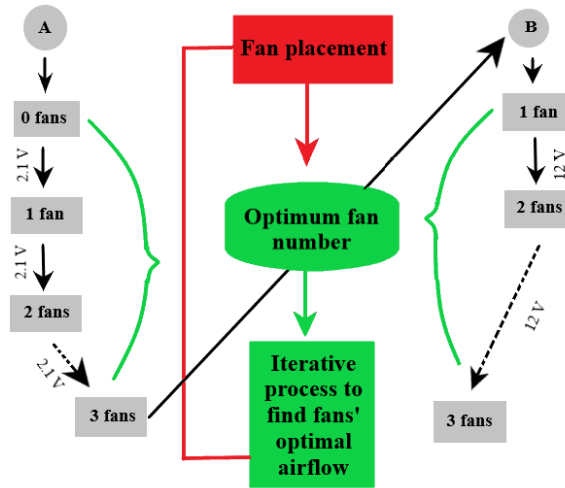 A
0 fans
2.1 V
1 fan
2.1 V
2 fans
2.1 V
3 fans
Fan placement
Optimum fan
number
Iterative
process to
find fans'
optimal
airflow
B
1 fan
12 V
2 fans
12 V
3 fans